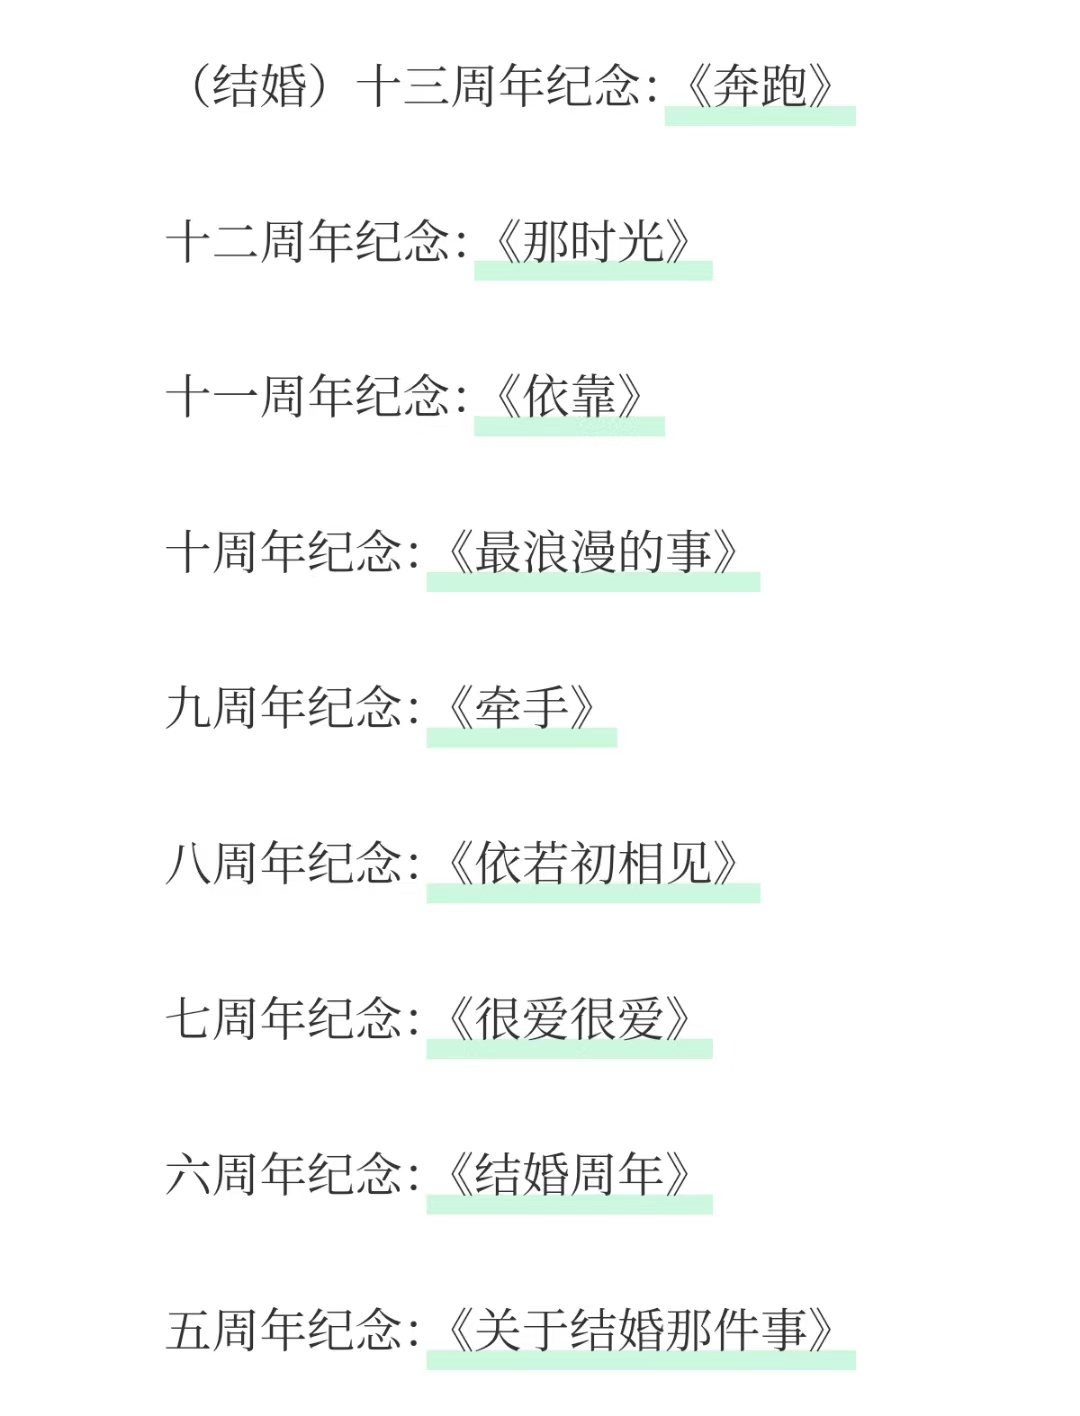 （结婚）十三周年纪念：《奔跑》
十二周年纪念：《那时光》
十一周年纪念：《依靠》
十周年纪念：《最浪漫的事》
九周年纪念：《牵手》
八周年纪念：《依若初相见》
七周年纪念：《很爱很爱》
六周年纪念：《结婚周年》
五周年纪念：《关于结婚那件事》